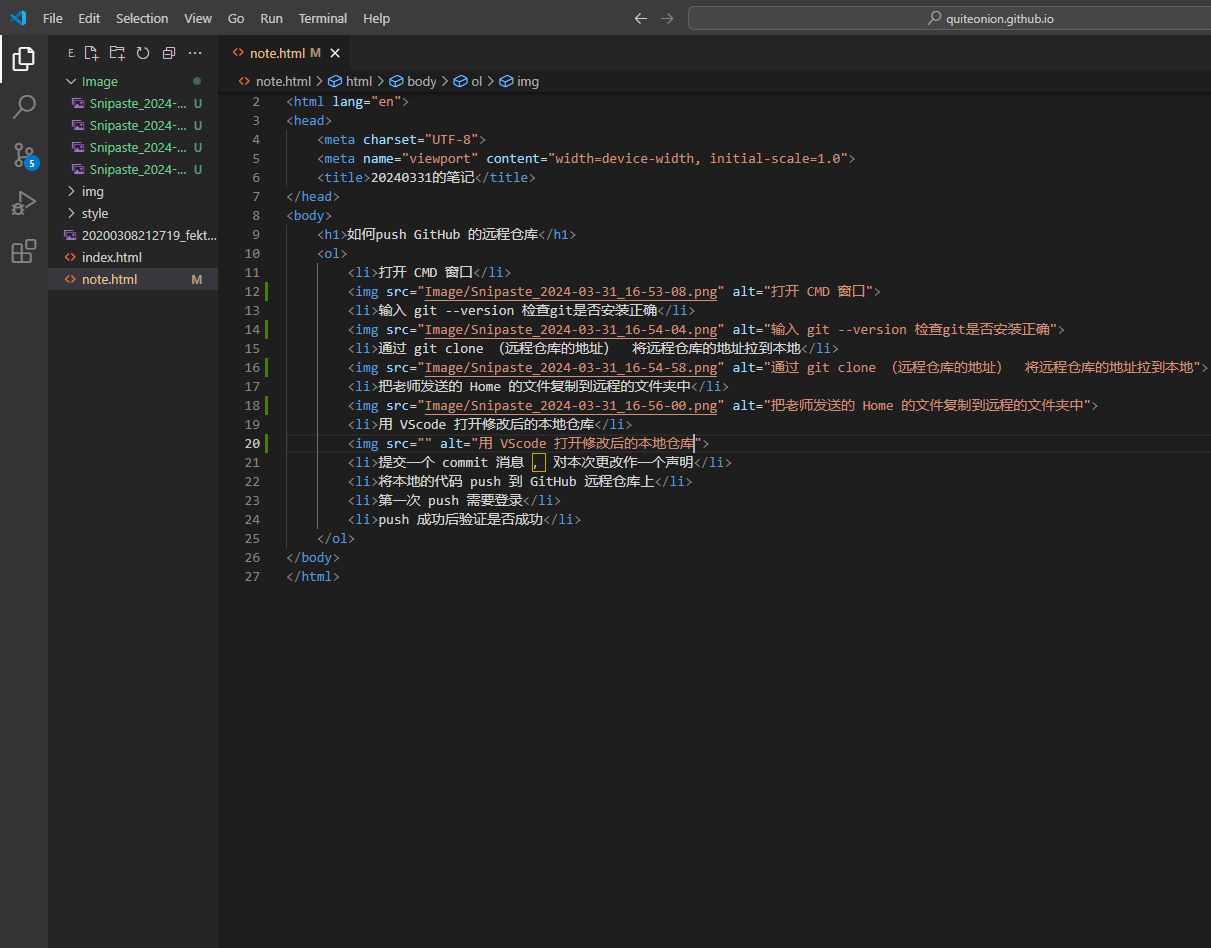 File Edit Selection View Go Run Terminal Help
quiteonion.github.io
E.
Image
Snipaste_2024-... U
Snipaste_2024-... U
Snipaste_2024-... U
Snipaste_2024-... U
img
style
20200308212719_fekt...
index.html
note.html M
5
note.html M
note.html > html > body > ol > img
2 <html lang="en">
3 <head>
4 <meta charset="UTF-8">
5 <meta name="viewport" content="width=device-width, initial-scale=1.0">
6 <title>20240331的笔记</title>
7 </head>
8 <body>
9 <h1>如何push GitHub 的远程仓库</h1>
10 <ol>
11 <li>打开 CMD 窗口</li>
12 <img src="Image/Snipaste_2024-03-31_16-53-08.png" alt="打开 CMD 窗口">
13 <li>输入 git --version 检查git是否安装正确</li>
14 <img src="Image/Snipaste_2024-03-31_16-54-04.png" alt="输入 git --version 检查git是否安装正确">
15 <li>通过 git clone （远程仓库的地址） 将远程仓库的地址拉到本地</li>
16 <img src="Image/Snipaste_2024-03-31_16-54-58.png" alt="通过 git clone （远程仓库的地址） 将远程仓库的地址拉到本地">
17 <li>把老师发送的 Home 的文件复制到远程的文件夹中</li>
18 <img src="Image/Snipaste_2024-03-31_16-56-00.png" alt="把老师发送的 Home 的文件复制到远程的文件夹中">
19 <li>用 VScode 打开修改后的本地仓库</li>
20 <img src="" alt="用 VScode 打开修改后的本地仓库">
21 <li>提交一个 commit 消息 ，对本次更改作一个声明</li>
22 <li>将本地的代码 push 到 GitHub 远程仓库上</li>
23 <li>第一次 push 需要登录</li>
24 <li>push 成功后验证是否成功</li>
25 </ol>
26 </body>
27 </html>